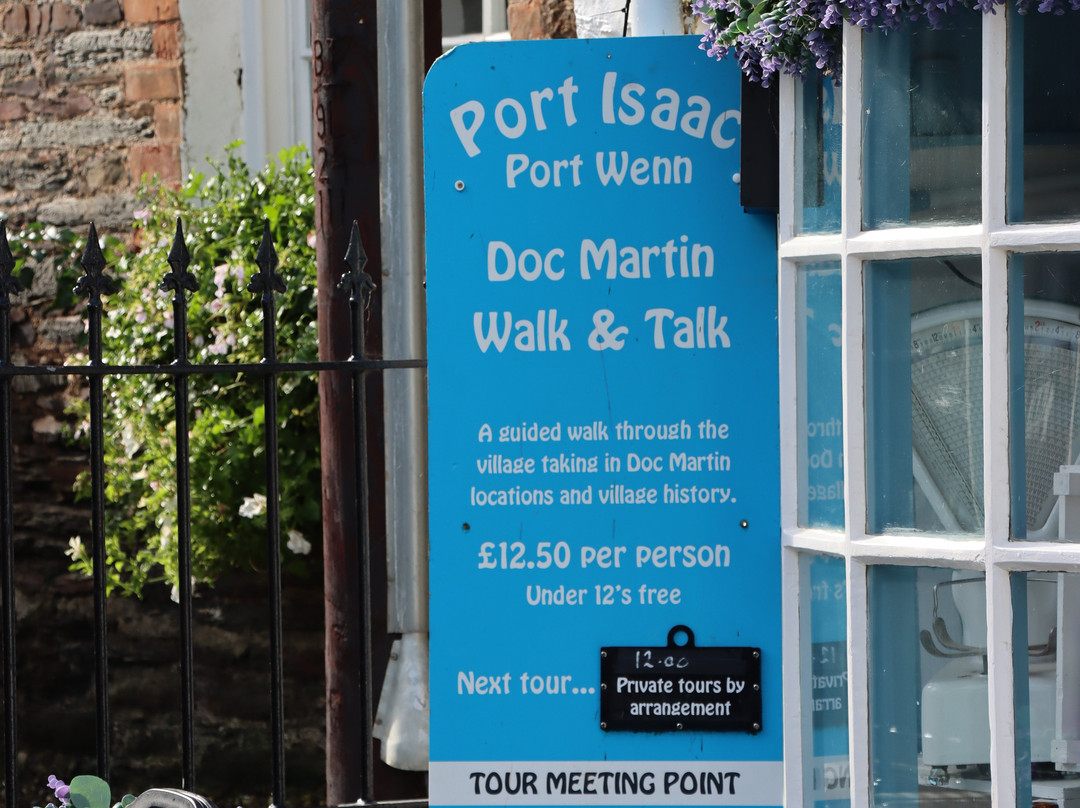 Port Isaac
Port Wenn
Doc Martin
Walk & Talk
A guided walk through the
village taking in Doc Martin
locations and village history.
£12.50 per person
Under 12's free
Next tour...
12.00
Private tours by
arrangement
TOUR MEETING POINT